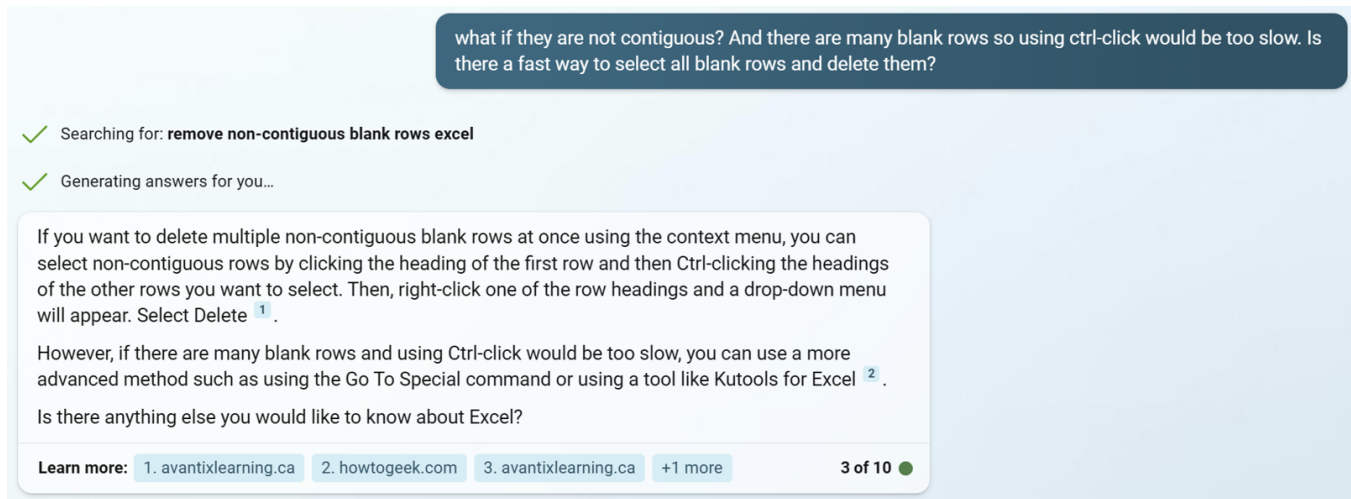 what if they are not contiguous? And there are many blank rows so using ctrl-click would be too slow. Is
there a fast way to select all blank rows and delete them?
Searching for: remove non-contiguous blank rows excel
Generating answers for you...
If you want to delete multiple non-contiguous blank rows at once using the context menu, you can
select non-contiguous rows by clicking the heading of the first row and then Ctrl-clicking the headings
of the other rows you want to select. Then, right-click one of the row headings and a drop-down menu
will appear. Select Delete 1 .
However, if there are many blank rows and using Ctrl-click would be too slow, you can use a more
advanced method such as using the Go To Special command or using a tool like Kutools for Excel 2 .
Is there anything else you would like to know about Excel?
Learn more: 1. avantixlearning.ca 2. howtogeek.com 3. avantixlearning.ca +1 more 3 of 10